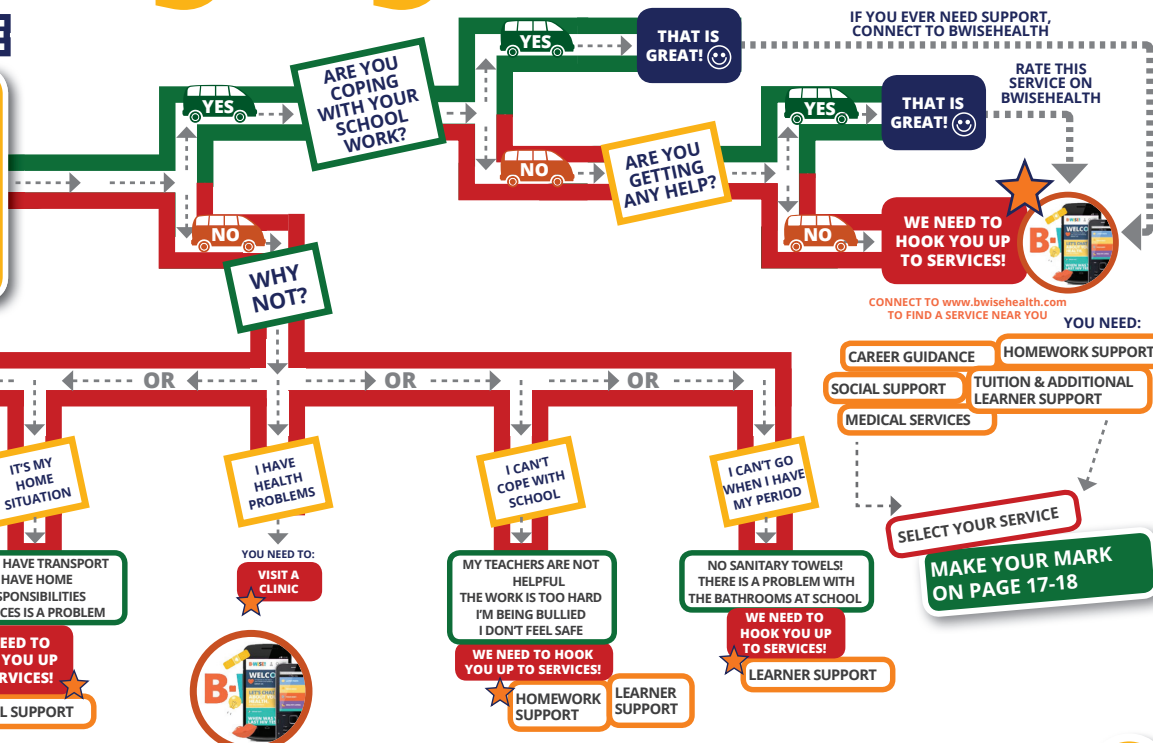 YES
THAT IS
GREAT!
IF YOU EVER NEED SUPPORT,
CONNECT TO BWISEHEALTH
ARE YOU
COPING
WITH YOUR
SCHOOL
WORK?
YES
RATE THIS
SERVICE ON
BWISEHEALTH
YES
THAT IS
GREAT!
NO
ARE YOU
GETTING
ANY HELP?
NO
NO
WE NEED TO
HOOK YOU UP
TO SERVICES!
B-
WHY
NOT?
CONNECT TO www.bwisehealth.com
TO FIND A SERVICE NEAR YOU
YOU NEED:
CAREER GUIDANCE
HOMEWORK SUPPORT
SOCIAL SUPPORT
TUITION & ADDITIONAL
LEARNER SUPPORT
MEDICAL SERVICES
OR
OR
OR
IT'S MY
HOME
SITUATION
I HAVE
HEALTH
PROBLEMS
I CAN'T
COPE WITH
SCHOOL
I CAN'T GO
WHEN I HAVE
MY PERIOD
SELECT YOUR SERVICE
MAKE YOUR MARK
ON PAGE 17-18
HAVE TRANSPORT
HAVE HOME
IS A PROBLEM
YOU UP
L SUPPORT
YOU NEED TO:
VISIT A
CLINIC
B-
MY TEACHERS ARE NOT
HELPFUL
THE WORK IS TOO HARD
I'M BEING BULLIED
I DON'T FEEL SAFE
WE NEED TO HOOK
YOU UP TO SERVICES!
HOMEWORK
SUPPORT
LEARNER
SUPPORT
NO SANITARY TOWELS!
THERE IS A PROBLEM WITH
THE BATHROOMS AT SCHOOL
WE NEED TO
HOOK YOU UP
TO SERVICES!
LEARNER SUPPORT